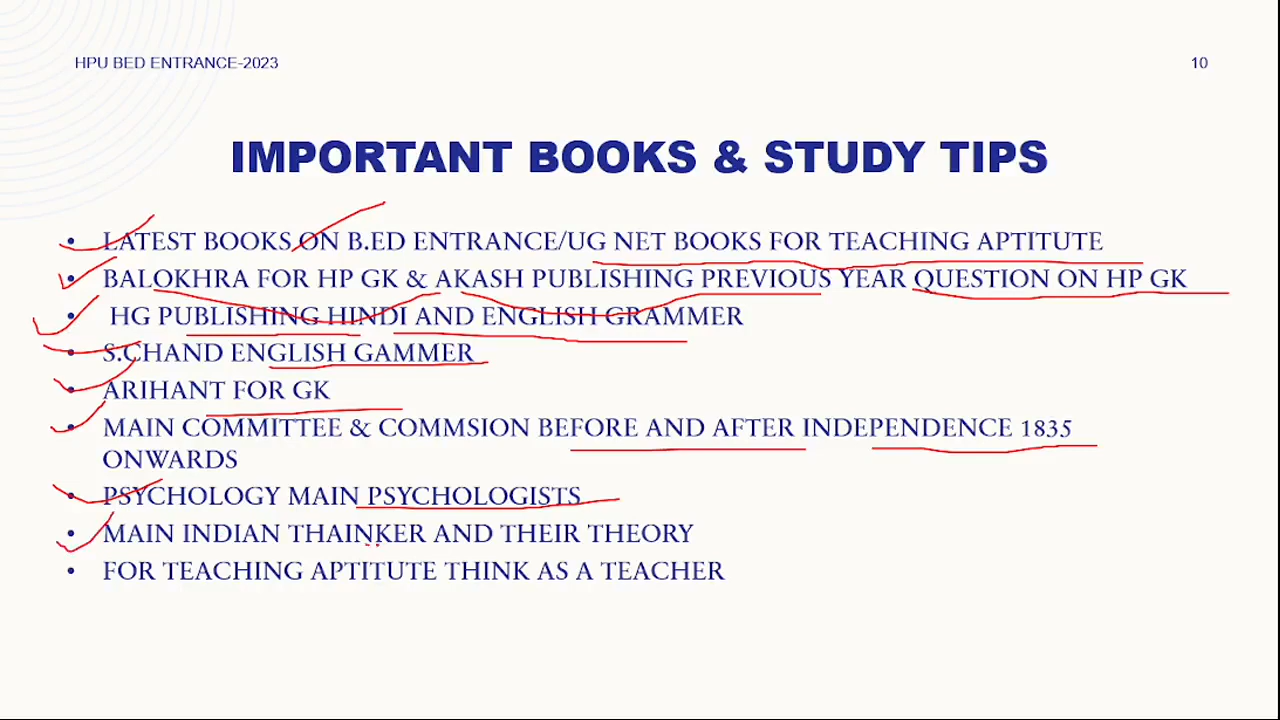 HPU BED ENTRANCE-2023
10
IMPORTANT BOOKS & STUDY TIPS
• LATEST BOOKS ON B.ED ENTRANCE/UG NET BOOKS FOR TEACHING APTITUTE
• BALOKHRA FOR HP GK & AKASH PUBLISHING PREVIOUS YEAR QUESTION ON HP GK
• HG PUBLISHING HINDI AND ENGLISH GRAMMER
• S.CHAND ENGLISH GAMMER
• ARIHANT FOR GK
• MAIN COMMITTEE & COMMSION BEFORE AND AFTER INDEPENDENCE 1835
ONWARDS
• PSYCHOLOGY MAIN PSYCHOLOGISTS
• MAIN INDIAN THAINKER AND THEIR THEORY
• FOR TEACHING APTITUTE THINK AS A TEACHER